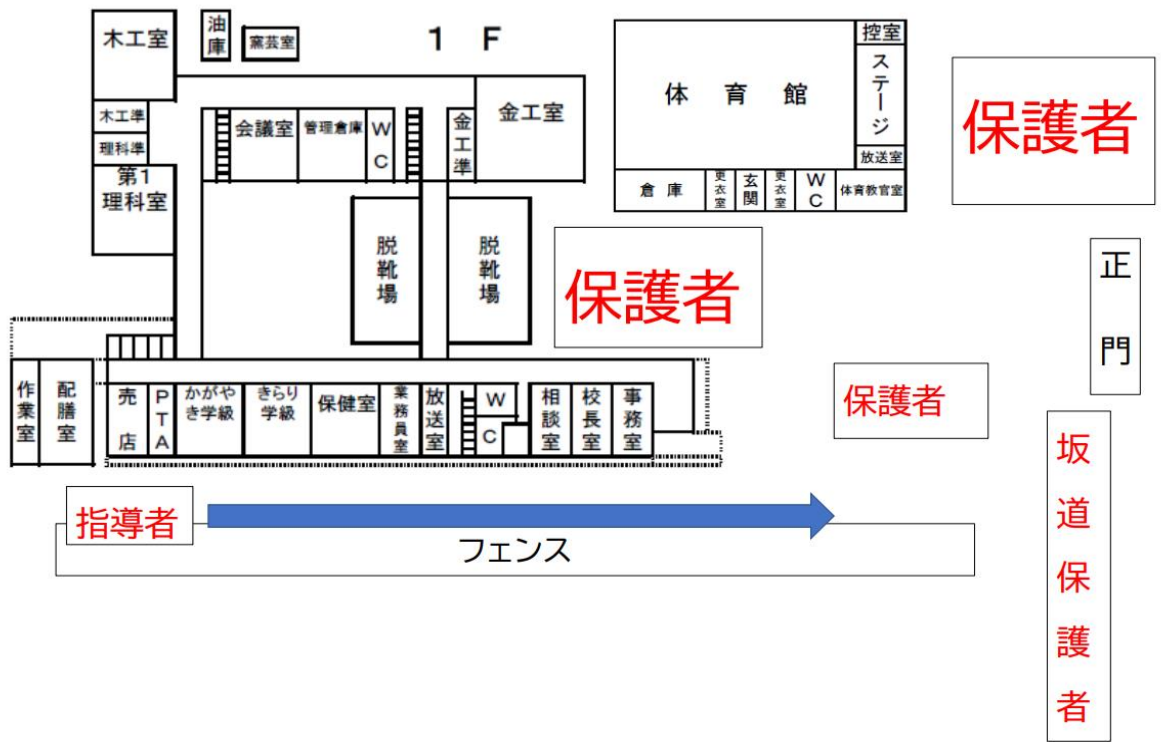 1 F
木工室
油庫
窯芸室
木工準
理科準
第1
理科室
会議室
管理倉庫
WC
金工準
金工室
体育館
控室
ステージ
放送室
倉庫
更衣室
玄関
更衣室
WC
体育教官室
保護者
脱靴場
脱靴場
保護者
正門
作業室
配膳室
売店
PTA
かがや
き学級
きらり
学級
保健室
業務員室
放送室
WC
相談室
校長室
事務室
保護者
坂道保護者
指導者
フェンス